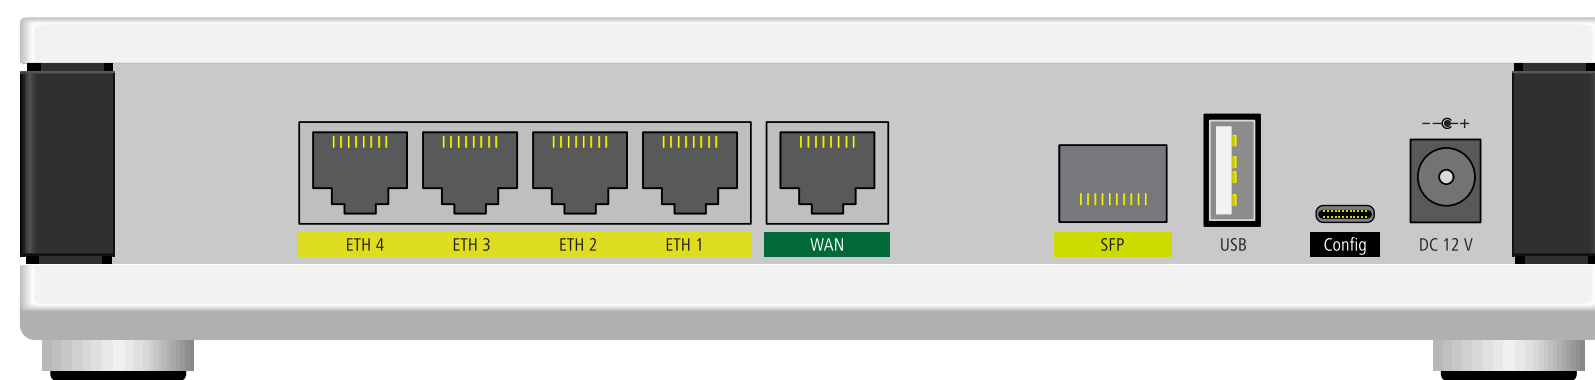 ETH 4
ETH 3
ETH 2
ETH 1
WAN
SFP
USB
Config
DC 12 V